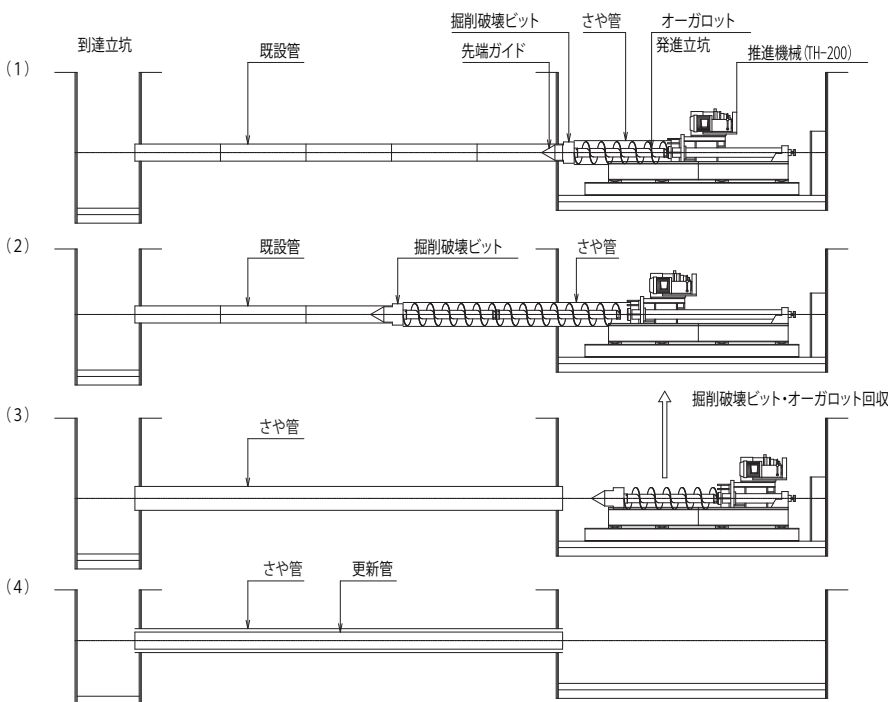 (1)
到達立坑
既設管
掘削破壊ビット
先端ガイド
さや管
オーガロット
発進立坑
推進機械(TH-200)
(2)
既設管
掘削破壊ビット
さや管
(3)
さや管
掘削破壊ビット・オーガロット回収
(4)
さや管
更新管